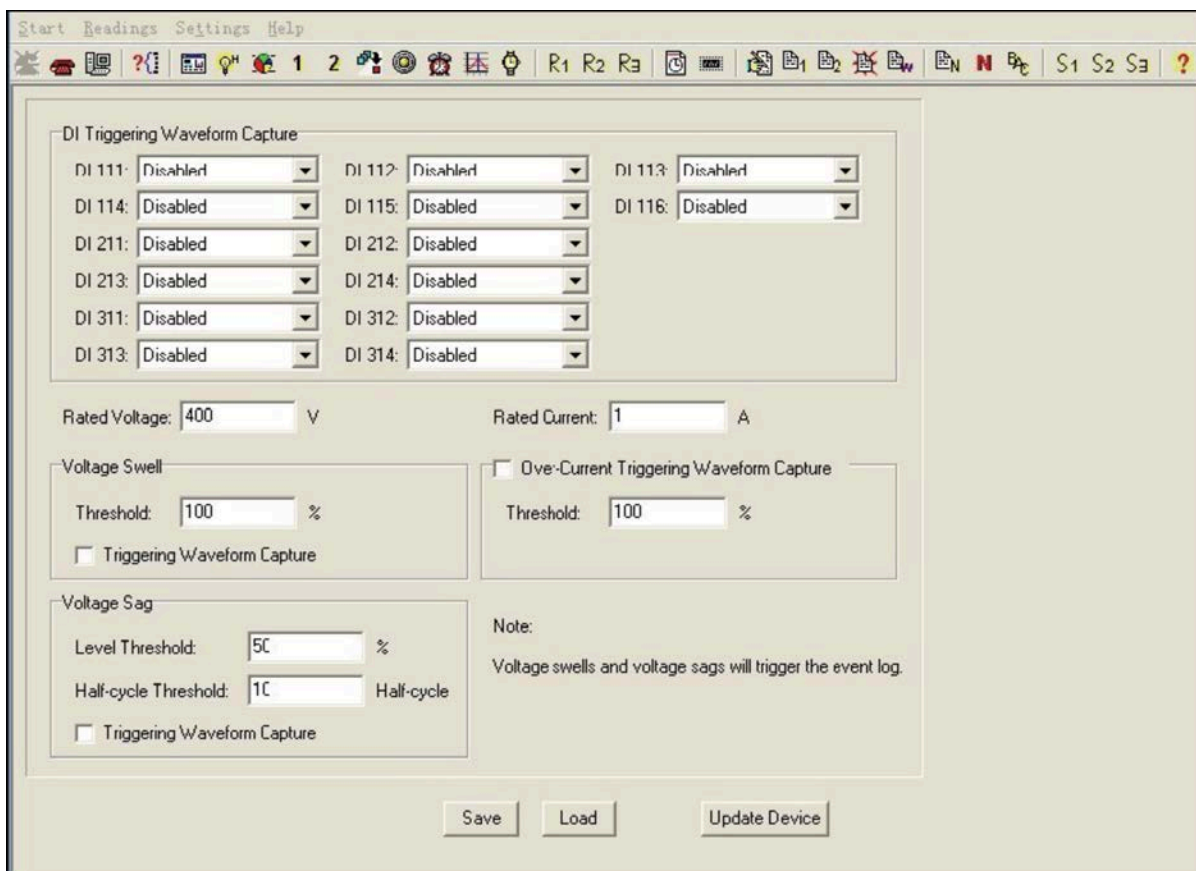 Start Readings Settings Help
?{} H 1 2 R1 R2 R3 1 2 W N N BAC S1 S2 S3 ?
DI Triggering Waveform Capture
DI 111: Disabled DI 112: Disabled DI 113: Disabled
DI 114: Disabled DI 115: Disabled DI 116: Disabled
DI 211: Disabled DI 212: Disabled
DI 213: Disabled DI 214: Disabled
DI 311: Disabled DI 312: Disabled
DI 313: Disabled DI 314: Disabled
Rated Voltage: 400 V Rated Current: 1 A
Voltage Swell
Threshold: 100 %
Triggering Waveform Capture
Over-Current Triggering Waveform Capture
Threshold: 100 %
Voltage Sag
Level Threshold: 50 %
Half-cycle Threshold: 10 Half-cycle
Triggering Waveform Capture
Note:
Voltage swells and voltage sags will trigger the event log.
Save Load Update Device